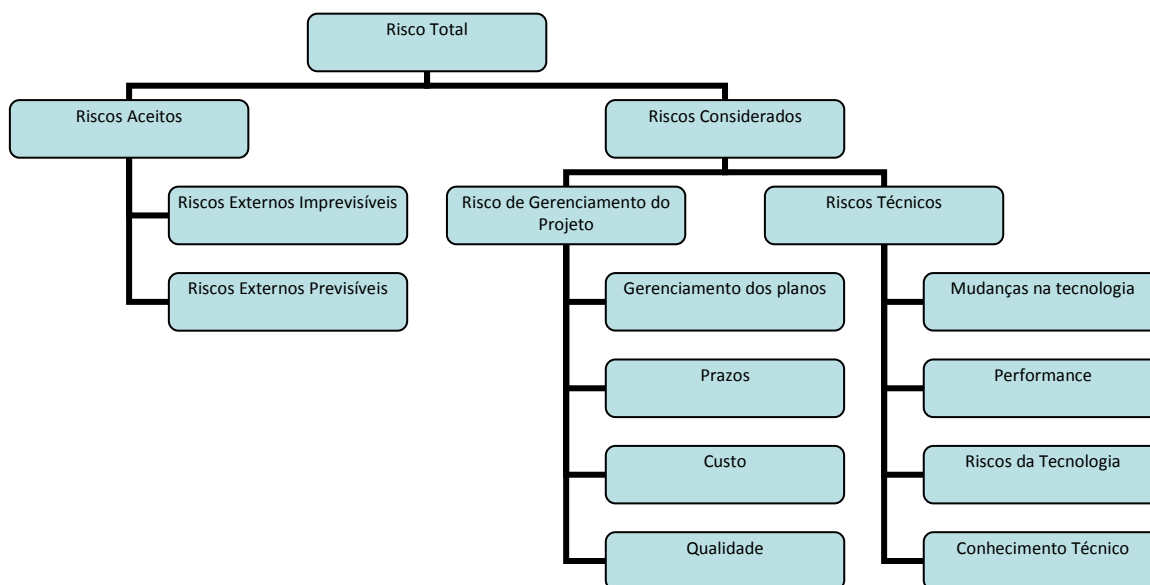 Risco Total
Riscos Aceitos
Riscos Considerados
Riscos Externos Imprevisíveis
Risco de Gerenciamento do
Projeto
Riscos Técnicos
Riscos Externos Previsíveis
Gerenciamento dos planos
Mudanças na tecnologia
Prazos
Performance
Custo
Riscos da Tecnologia
Qualidade
Conhecimento Técnico